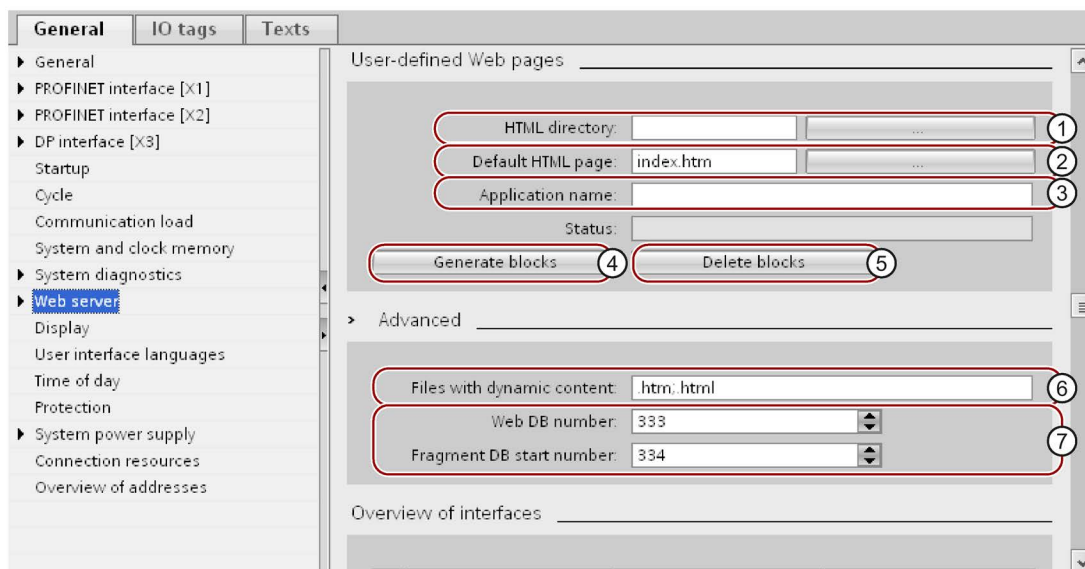 General IO tags Texts
General
PROFINET interface [X1]
PROFINET interface [X2]
DP interface [X3]
Startup
Cycle
Communication load
System and clock memory
System diagnostics
Web server
Display
User interface languages
Time of day
Protection
System power supply
Connection resources
Overview of addresses
User-defined Web pages
HTML directory: ... 1
Default HTML page: index.htm ... 2
Application name: 3
Status:
Generate blocks 4 Delete blocks 5
Advanced
Files with dynamic content: .htm;.html 6
Web DB number: 333
7
Fragment DB start number: 334
Overview of interfaces